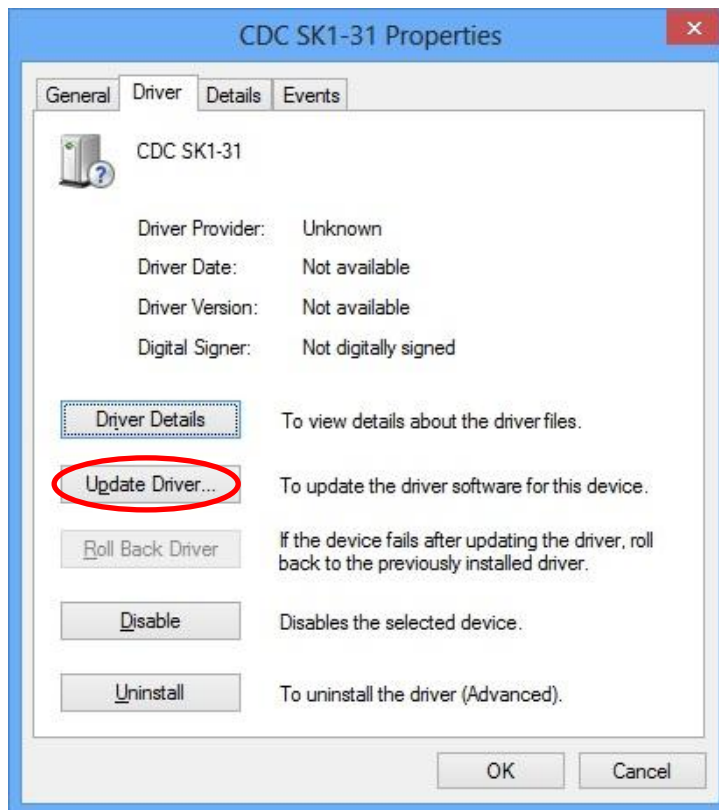 CDC SK1-31 Properties
×
General Driver Details Events
CDC SK1-31
Driver Provider: Unknown
Driver Date: Not available
Driver Version: Not available
Digital Signer: Not digitally signed
Driver Details To view details about the driver files.
Update Driver... To update the driver software for this device.
Roll Back Driver If the device fails after updating the driver, roll
back to the previously installed driver.
Disable Disables the selected device.
Uninstall To uninstall the driver (Advanced).
OK Cancel